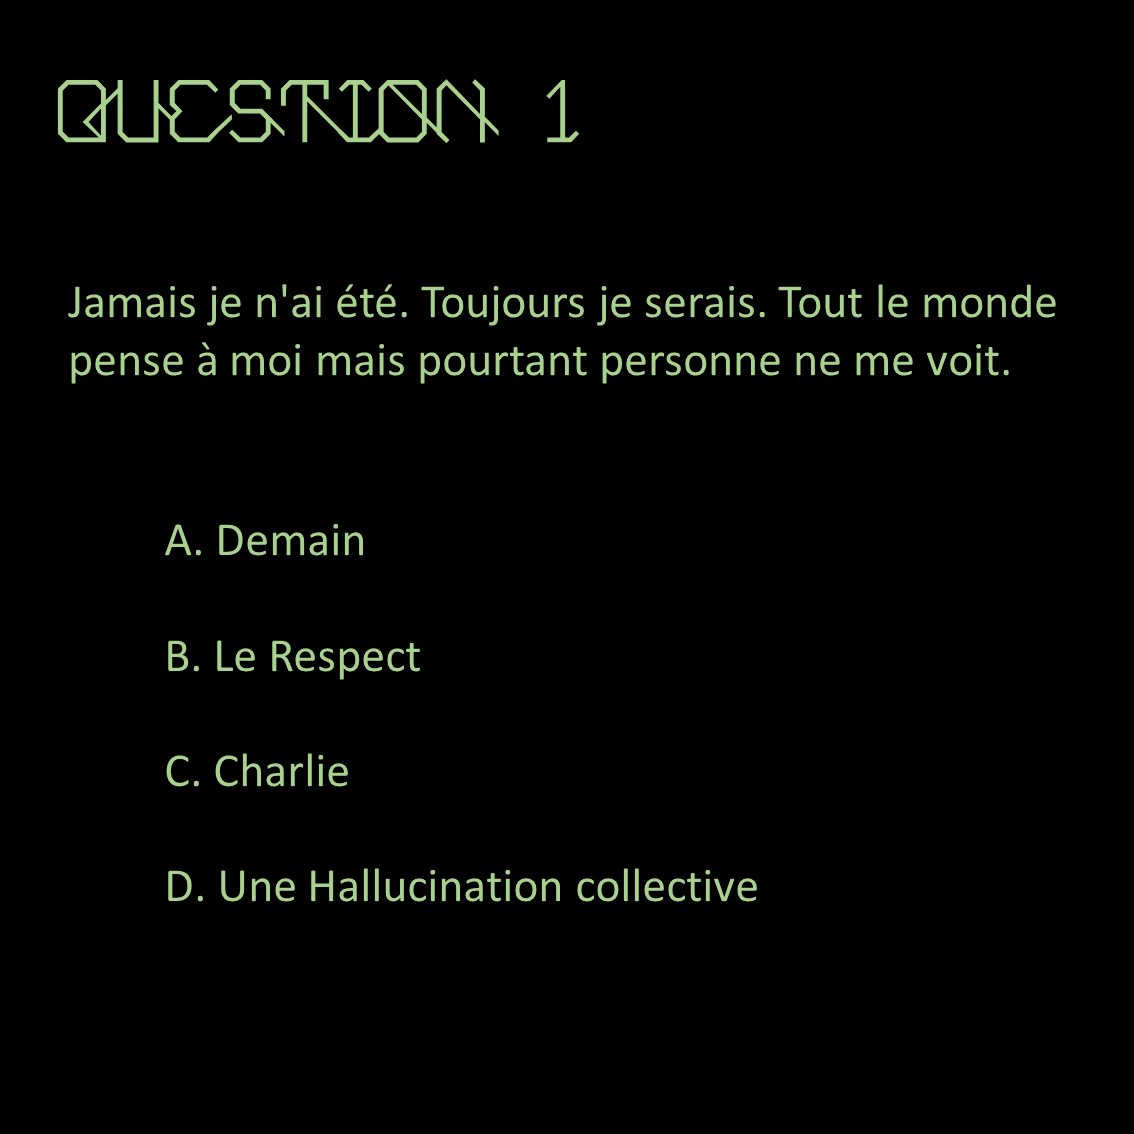 QUESTION 1
Jamais je n'ai été. Toujours je serais. Tout le monde
pense à moi mais pourtant personne ne me voit.
A. Demain
B. Le Respect
C. Charlie
D. Une Hallucination collective